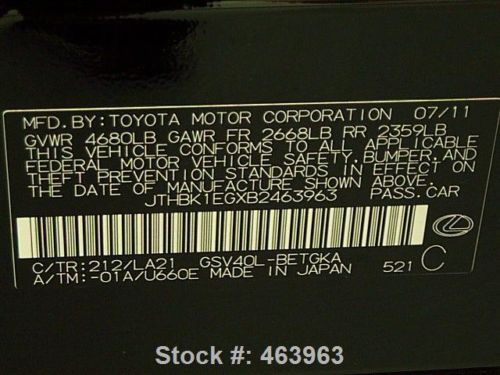 MFD.BY:TOYOTA MOTOR CORPORATION 07/11
GVWR 4680LB GAWR FR 2668LB RR 2359LB
THIS VEHICLE CONFORMS TO ALL APPLICABLE
FEDERAL MOTOR VEHICLE SAFETY,BUMPER,AND
THEFT PREVENTION STANDARDS IN EFFECT ON
THE DATE OF MANUFACTURE SHOWN ABOVE.
JTHBK1EGXB2463963 PASS.CAR
C/TR:212/LA21 GSV40L-BETGKA
A/TM:-01A/U660E MADE IN JAPAN 521 C
Stock #: 463963